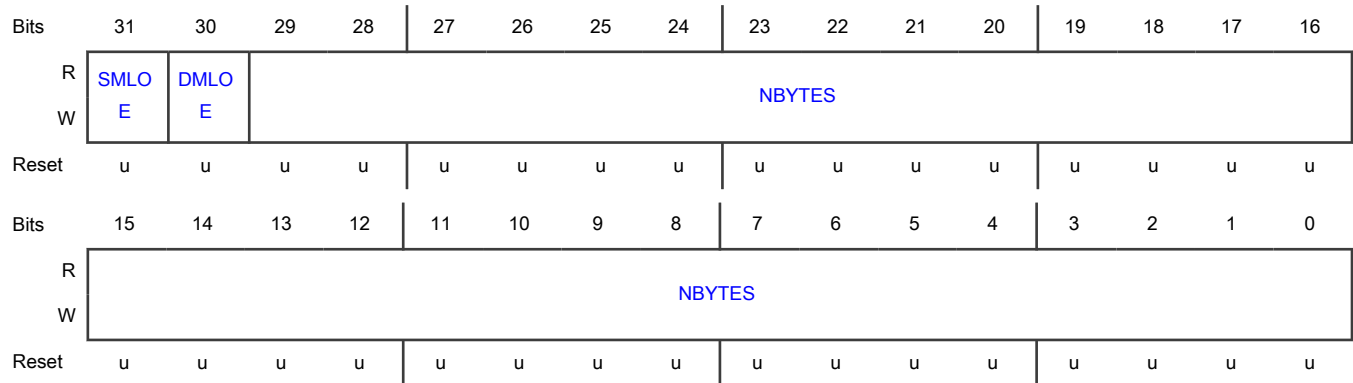 Bits 31 30 29 28 27 26 25 24 23 22 21 20 19 18 17 16
R SMLO DMLO NBYTES
W E E
Reset u u u u u u u u u u u u u u u u
Bits 15 14 13 12 11 10 9 8 7 6 5 4 3 2 1 0
R NBYTES
W
Reset u u u u u u u u u u u u u u u u